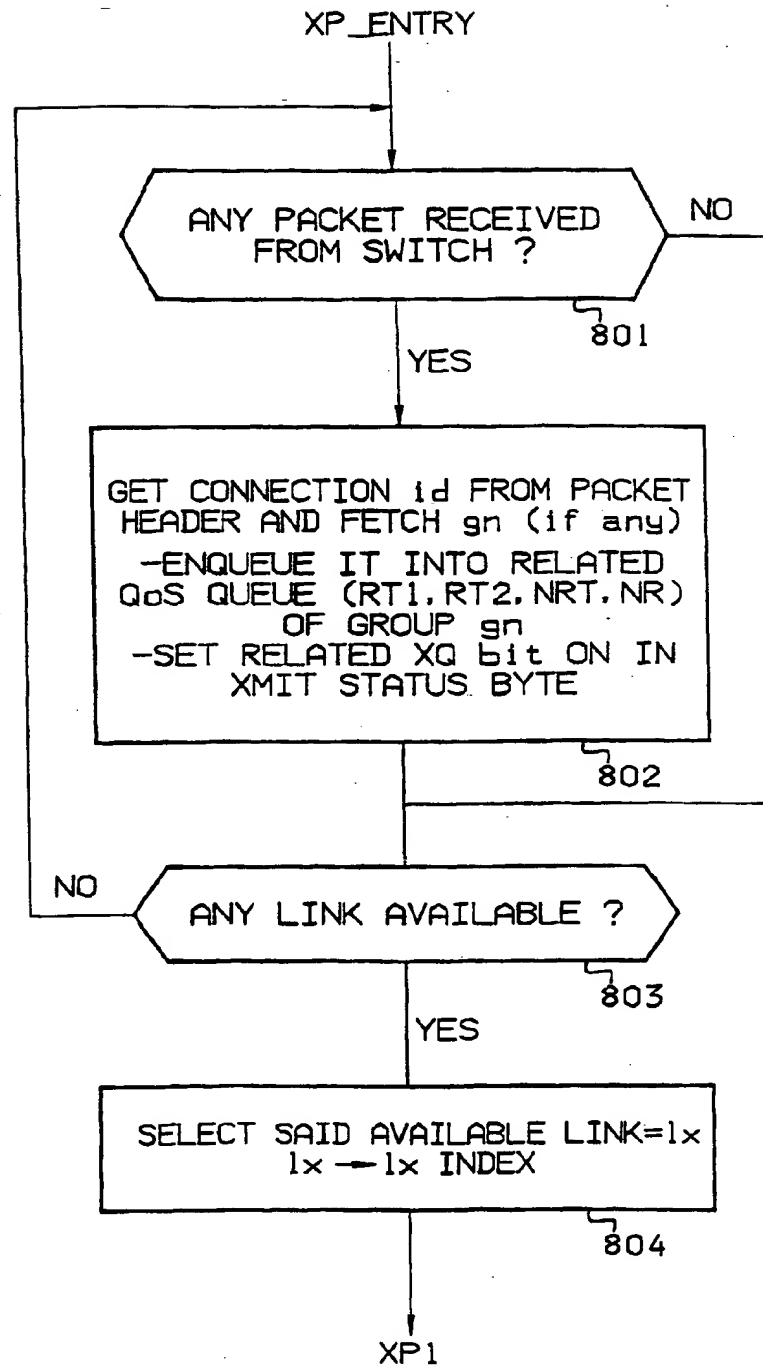 XP_ENTRY
ANY PACKET RECEIVED
FROM SWITCH ?
NO
801
YES
GET CONNECTION id FROM PACKET
HEADER AND FETCH gn (if any)
-ENQUEUE IT INTO RELATED
QoS QUEUE (RT1.RT2.NRT.NR)
OF GROUP gn
-SET RELATED XQ bit ON IN
XMIT STATUS BYTE
802
NO
ANY LINK AVAILABLE ?
803
YES
SELECT SAID AVAILABLE LINK=lx
lx → lx INDEX
804
XP1